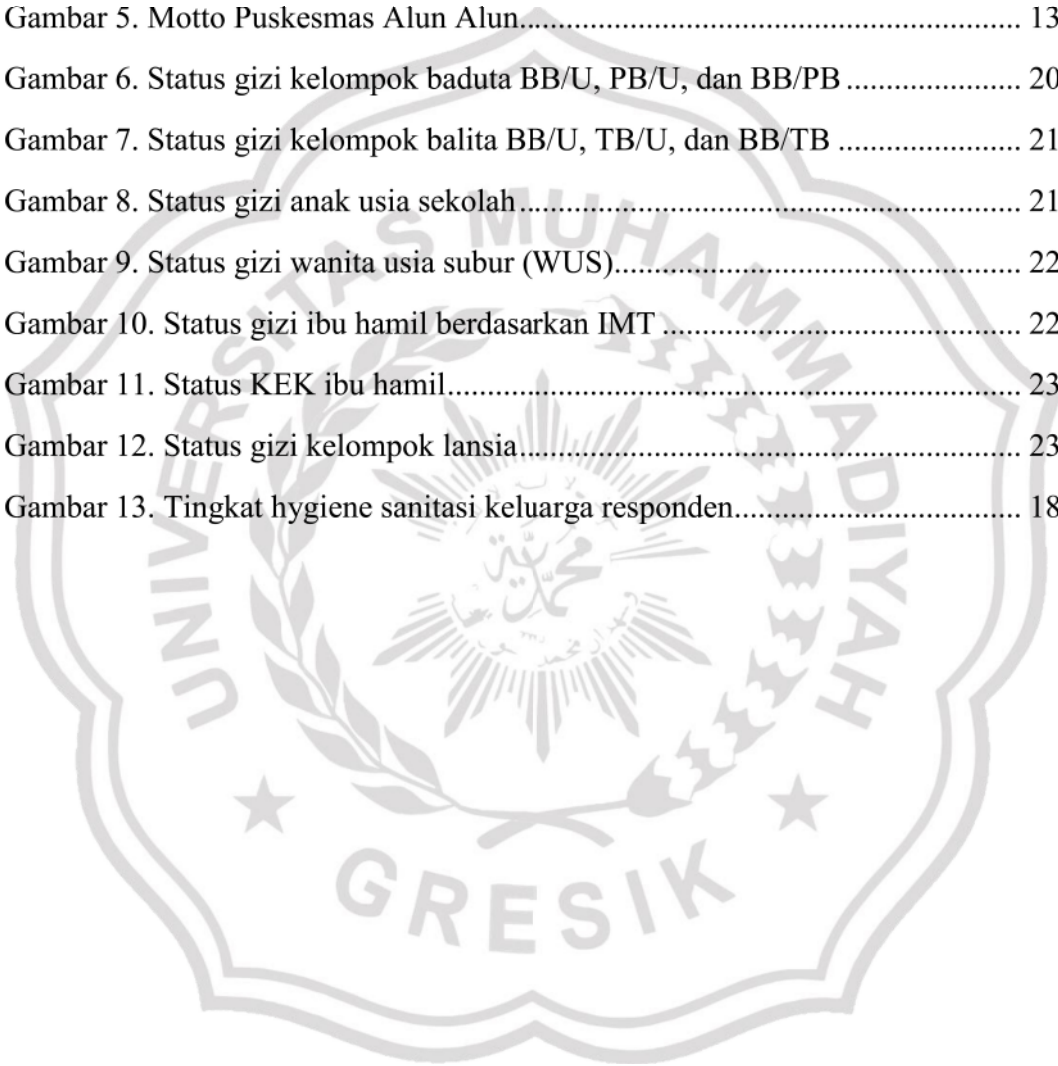 Gambar 5. Motto Puskesmas Alun Alun.......................................................................... 13
Gambar 6. Status gizi kelompok baduta BB/U, PB/U, dan BB/PB ......................... 20
Gambar 7. Status gizi kelompok balita BB/U, TB/U, dan BB/TB .......................... 21
Gambar 8. Status gizi anak usia sekolah......................................................................... 21
Gambar 9. Status gizi wanita usia subur (WUS)............................................................ 22
Gambar 10. Status gizi ibu hamil berdasarkan IMT ..................................................... 22
Gambar 11. Status KEK ibu hamil................................................................................... 23
Gambar 12. Status gizi kelompok lansia......................................................................... 23
Gambar 13. Tingkat hygiene sanitasi keluarga responden.......................................... 18
UNIVERSITAS MUHAMMADIYAH
محمد
GRESIK